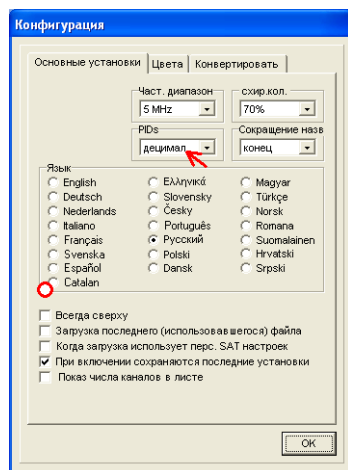 Конфигурация
Основные установки Цвета Конвертировать
Част. диапазон схир.кол.
5 MHz 70%
PIDs Сокращение назв
децимал. конец
Язык
English Ελληνικά Magyar
Deutsch Slovensky Türkçe
Nederlands Česky Norsk
Italiano Português Romana
Français Русский Suomalainen
Svenska Polski Hrvatski
Español Dansk Srpski
Catalan
Всегда сверху
Загрузка последнего (использовавшегося) файла
Когда загрузка использует перс. SAT настроек
При включении сохраняются последние установки
Показ числа каналов в листе
OK